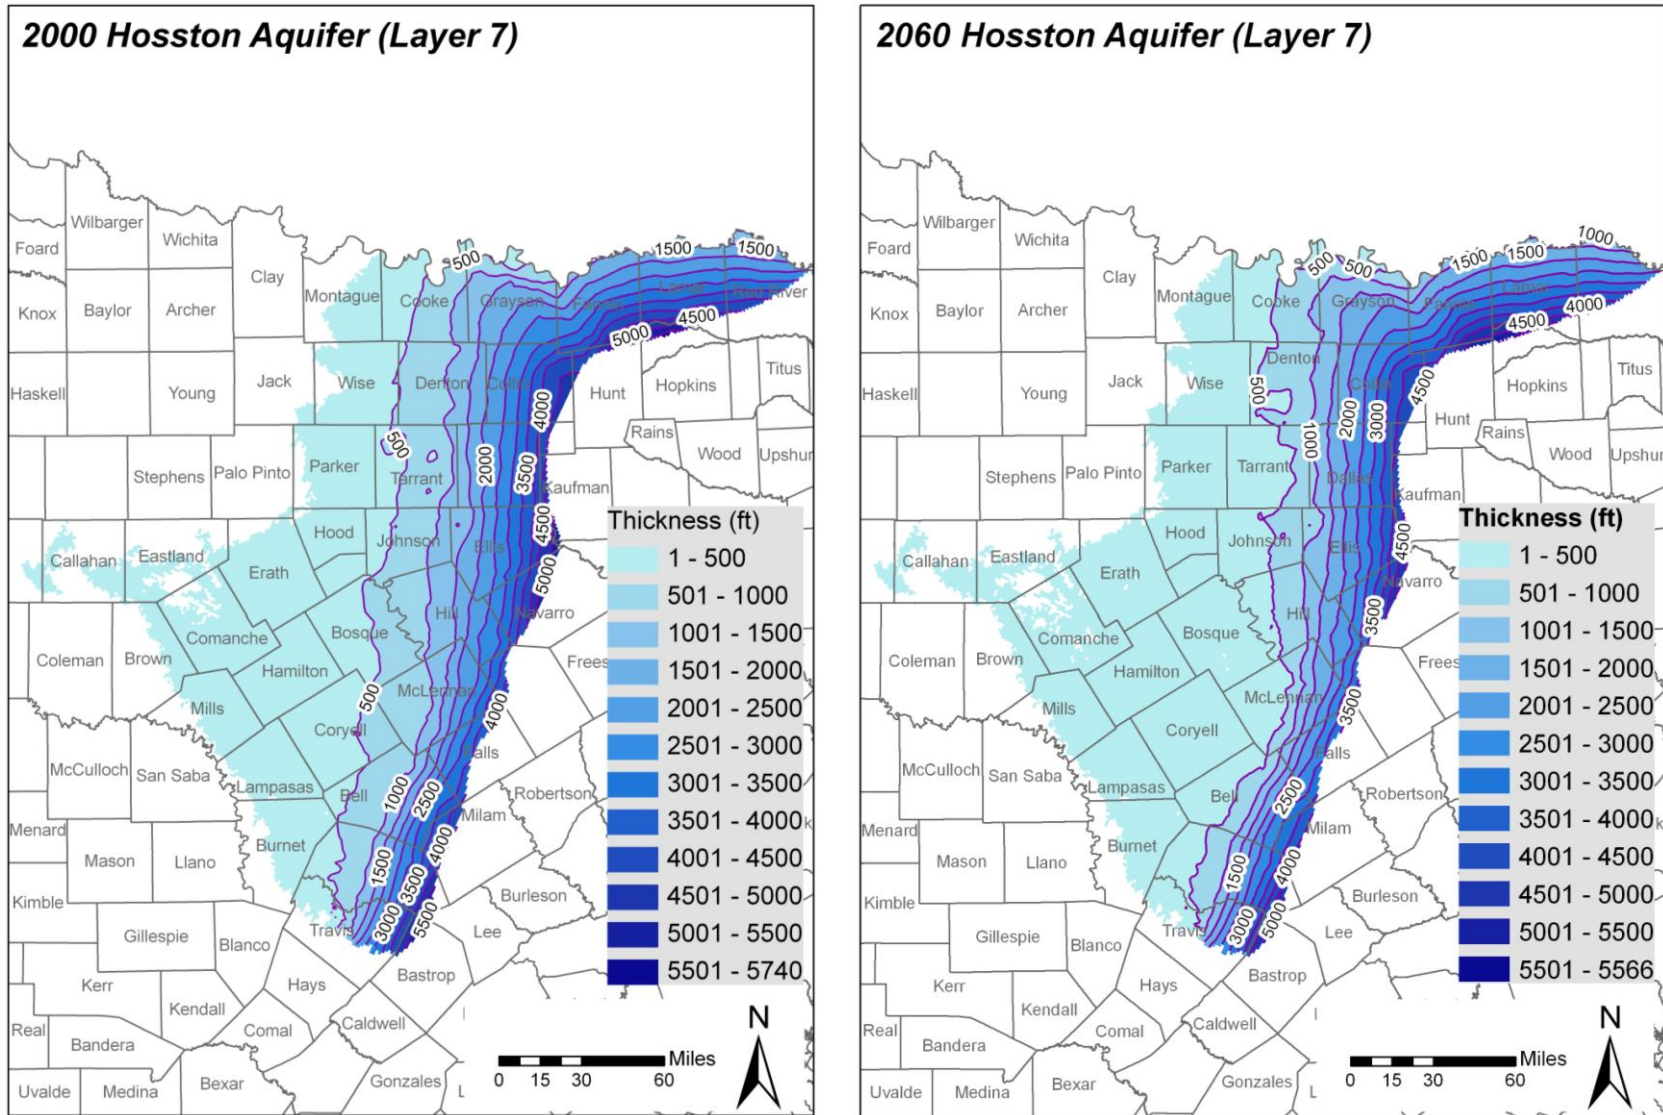 2000 Hosston Aquifer (Layer 7)
Wilbarger
Wichita
Foard
Clay
500
1500
1500
Montague
Cooke
Grayson
Fannin
Lamar
Red River
Knox
Baylor
Archer
5000
4500
Haskell
Young
Jack
Wise
Denton
Collin
Hunt
Hopkins
Titus
4000
500
Rains
Wood
Upshur
Stephens
Palo Pinto
Parker
Tarrant
2000
3500
Kaufman
Callahan
Eastland
Hood
Johnson
Ellis
4500
Erath
5000
Navarro
Comanche
Bosque
Hill
Coleman
Brown
Hamilton
Frees
500
McLennan
4000
Mills
Coryell
Falls
McCulloch
San Saba
Lampasas
Bell
1000
2500
Robertson
Milam
Menard
Mason
Llano
Burnet
4000
1500
3500
Burleson
Kimble
Travis
3000
5500
Lee
Gillespie
Blanco
Bastrop
Kerr
Hays
Kendall
Caldwell
Real
Comal
Bandera
Uvalde
Medina
Bexar
Gonzales
Thickness (ft)
1 - 500
501 - 1000
1001 - 1500
1501 - 2000
2001 - 2500
2501 - 3000
3001 - 3500
3501 - 4000
4001 - 4500
4501 - 5000
5001 - 5500
5501 - 5740
N
Miles
0 15 30 60
2060 Hosston Aquifer (Layer 7)
Wilbarger
Wichita
Foard
Clay
500
500
1500
1500
1000
Montague
Cooke
Grayson
Fannin
Lamar
Knox
Baylor
Archer
4500
4000
Haskell
Young
Jack
Wise
Denton
500
Collin
4500
Hunt
Hopkins
Titus
2000
3000
1000
Rains
Wood
Upshur
Stephens
Palo Pinto
Parker
Tarrant
Dallas
Kaufman
Callahan
Eastland
Hood
Johnson
Ellis
4500
Erath
Navarro
3500
Comanche
Bosque
Hill
Coleman
Brown
Hamilton
Frees
McLennan
3500
Mills
Coryell
Falls
McCulloch
San Saba
Lampasas
Bell
2500
Robertson
Milam
Menard
Mason
Llano
Burnet
4000
1500
Burleson
Kimble
Travis
3000
5000
Lee
Gillespie
Blanco
Bastrop
Kerr
Hays
Kendall
Caldwell
Real
Comal
Bandera
Uvalde
Medina
Bexar
Gonzales
Thickness (ft)
1 - 500
501 - 1000
1001 - 1500
1501 - 2000
2001 - 2500
2501 - 3000
3001 - 3500
3501 - 4000
4001 - 4500
4501 - 5000
5001 - 5500
5501 - 5566
N
Miles
0 15 30 60